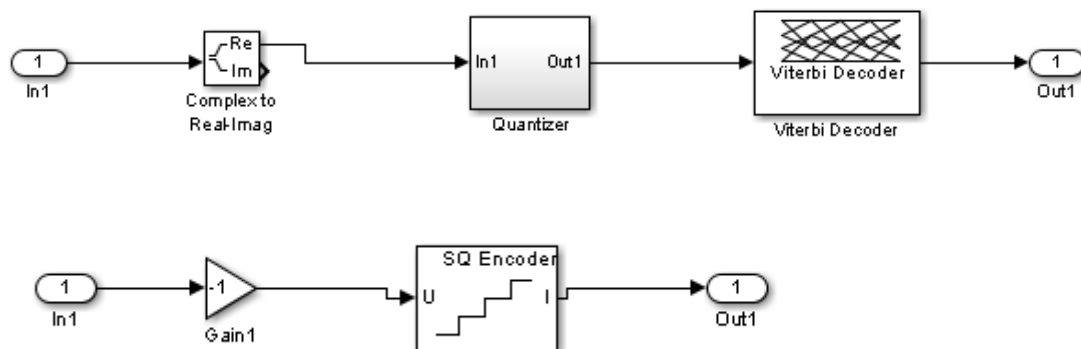 1
In1
Re
Im
Complex to
Real-Imag
In1
Out1
Quantizer
Viterbi Decoder
Viterbi Decoder
1
Out1
1
In1
-1
Gain1
SQ Encoder
U
I
1
Out1